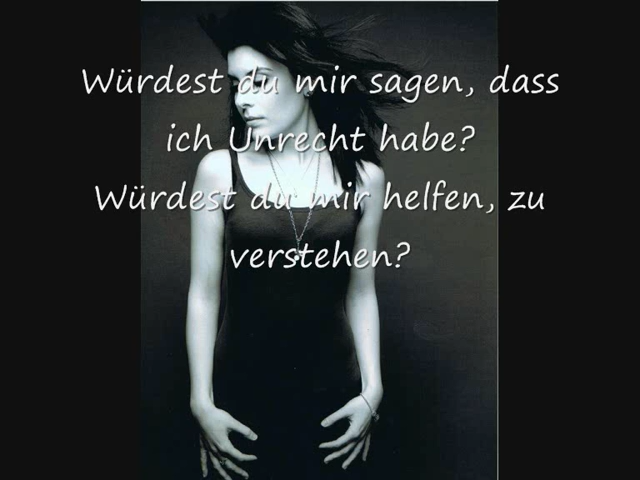 Würdest du mir sagen, dass
ich Unrecht habe?
Würdest du mir helfen, zu
verstehen?